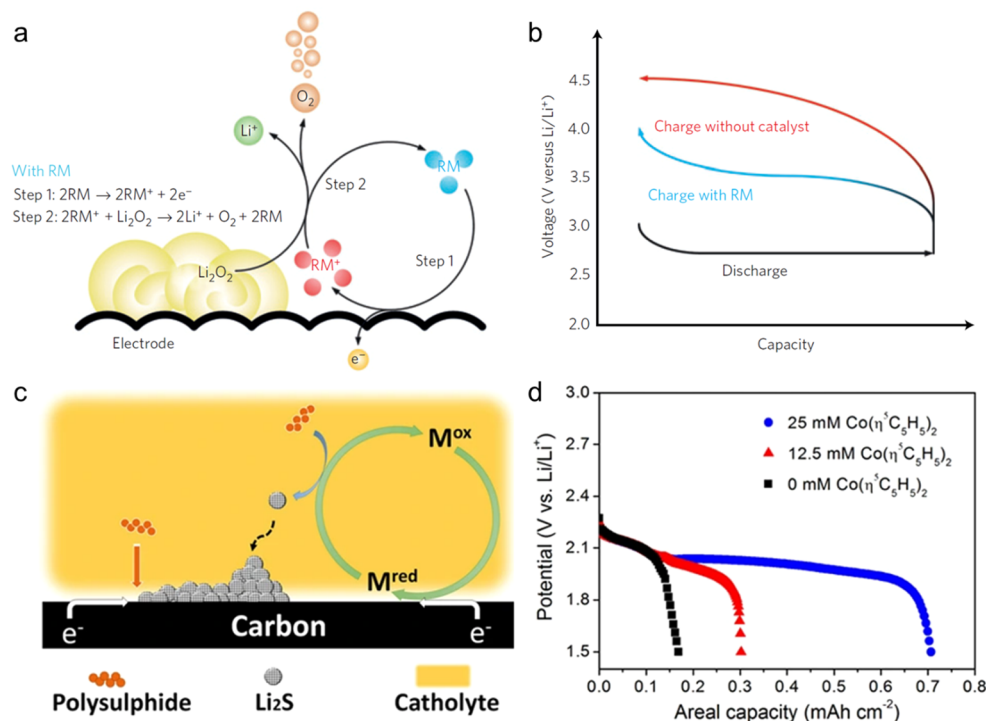 a
O₂
Li⁺
With RM
Step 1: 2RM → 2RM⁺ + 2e⁻
Step 2: 2RM⁺ + Li₂O₂ → 2Li⁺ + O₂ + 2RM
Step 2
RM
Step 1
RM⁺
Li₂O₂
Electrode
e⁻
b
Voltage (V versus Li/Li⁺)
4.5
4.0
3.5
3.0
2.5
2.0
Charge without catalyst
Charge with RM
Discharge
Capacity
c
Mᵒˣ
Mʳᵉᵈ
e⁻
Carbon
e⁻
Polysulphide
Li₂S
Catholyte
d
Potential (V vs. Li/Li⁺)
3.0
2.7
2.4
2.1
1.8
1.5
25 mM Co(η⁵C₅H₅)₂
12.5 mM Co(η⁵C₅H₅)₂
0 mM Co(η⁵C₅H₅)₂
0.0 0.1 0.2 0.3 0.4 0.5 0.6 0.7 0.8
Areal capacity (mAh cm⁻²)